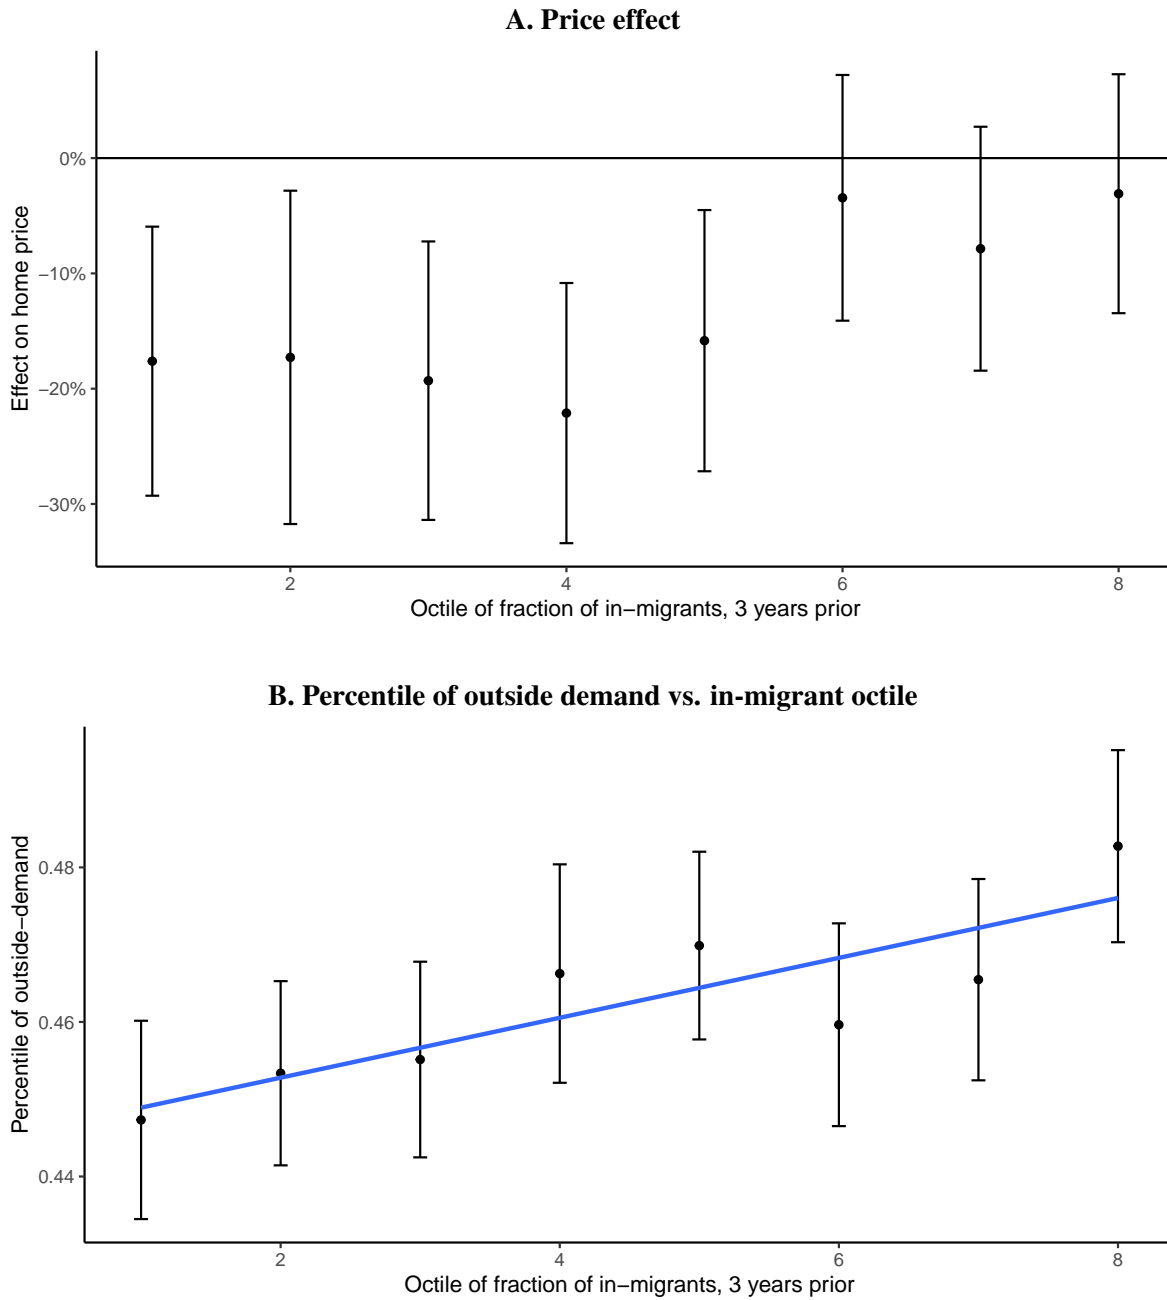 A. Price effect
Effect on home price
0%
−10%
−20%
−30%
2 4 6 8
Octile of fraction of in−migrants, 3 years prior
B. Percentile of outside demand vs. in-migrant octile
Percentile of outside−demand
0.48
0.46
0.44
2 4 6 8
Octile of fraction of in−migrants, 3 years prior